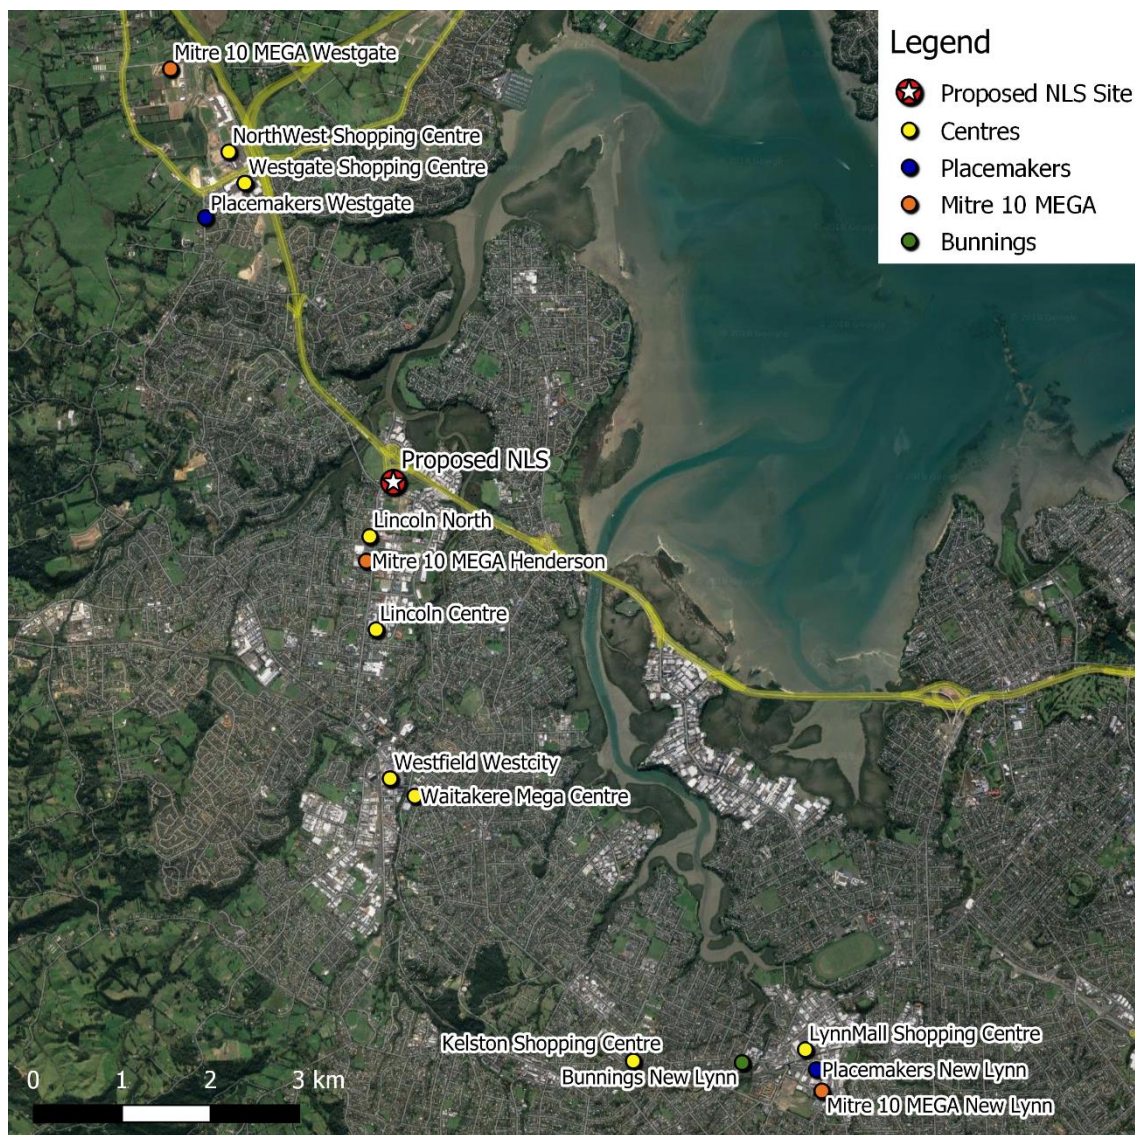 Mitre 10 MEGA Westgate
NorthWest Shopping Centre
Westgate Shopping Centre
Placemakers Westgate
Legend
Proposed NLS Site
Centres
Placemakers
Mitre 10 MEGA
Bunnings
Proposed NLS
Lincoln North
Mitre 10 MEGA Henderson
Lincoln Centre
Westfield Westcity
Waitakere Mega Centre
Kelston Shopping Centre
Bunnings New Lynn
LynnMall Shopping Centre
Placemakers New Lynn
Mitre 10 MEGA New Lynn
0 1 2 3 km